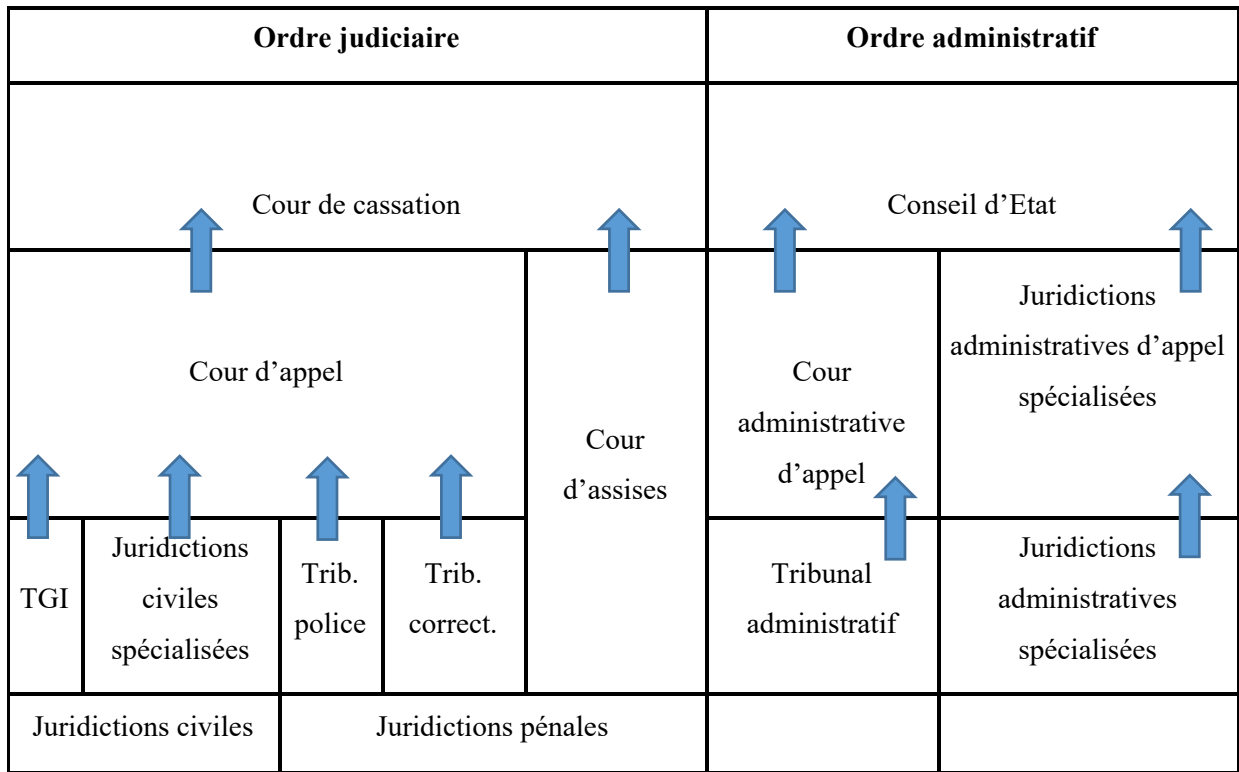 Ordre judiciaire
Ordre administratif
Cour de cassation
Conseil d’Etat
Cour d’appel
Cour
d’assises
Cour
administrative
d’appel
Juridictions
administratives d’appel
spécialisées
TGI
Juridictions
civiles
spécialisées
Trib.
police
Trib.
correct.
Tribunal
administratif
Juridictions
administratives
spécialisées
Juridictions civiles
Juridictions pénales